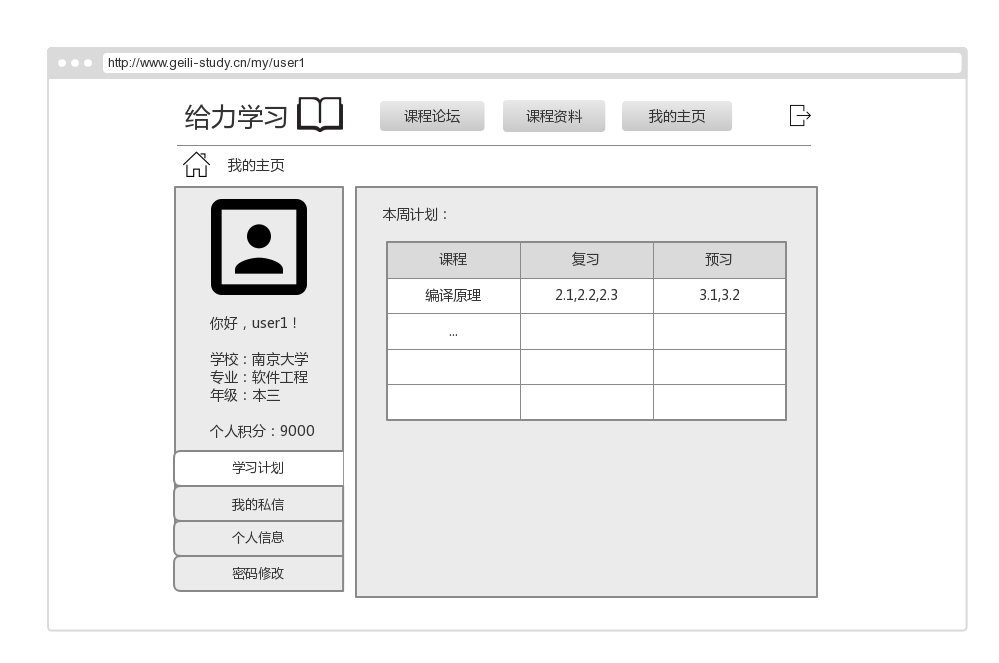 http://www.geili-study.cn/my/user1
给力学习
课程论坛
课程资料
我的主页
我的主页
你好，user1！
学校：南京大学
专业：软件工程
年级：本三
个人积分：9000
学习计划
我的私信
个人信息
密码修改
本周计划：
课程 复习 预习
编译原理 2.1,2.2,2.3 3.1,3.2
...